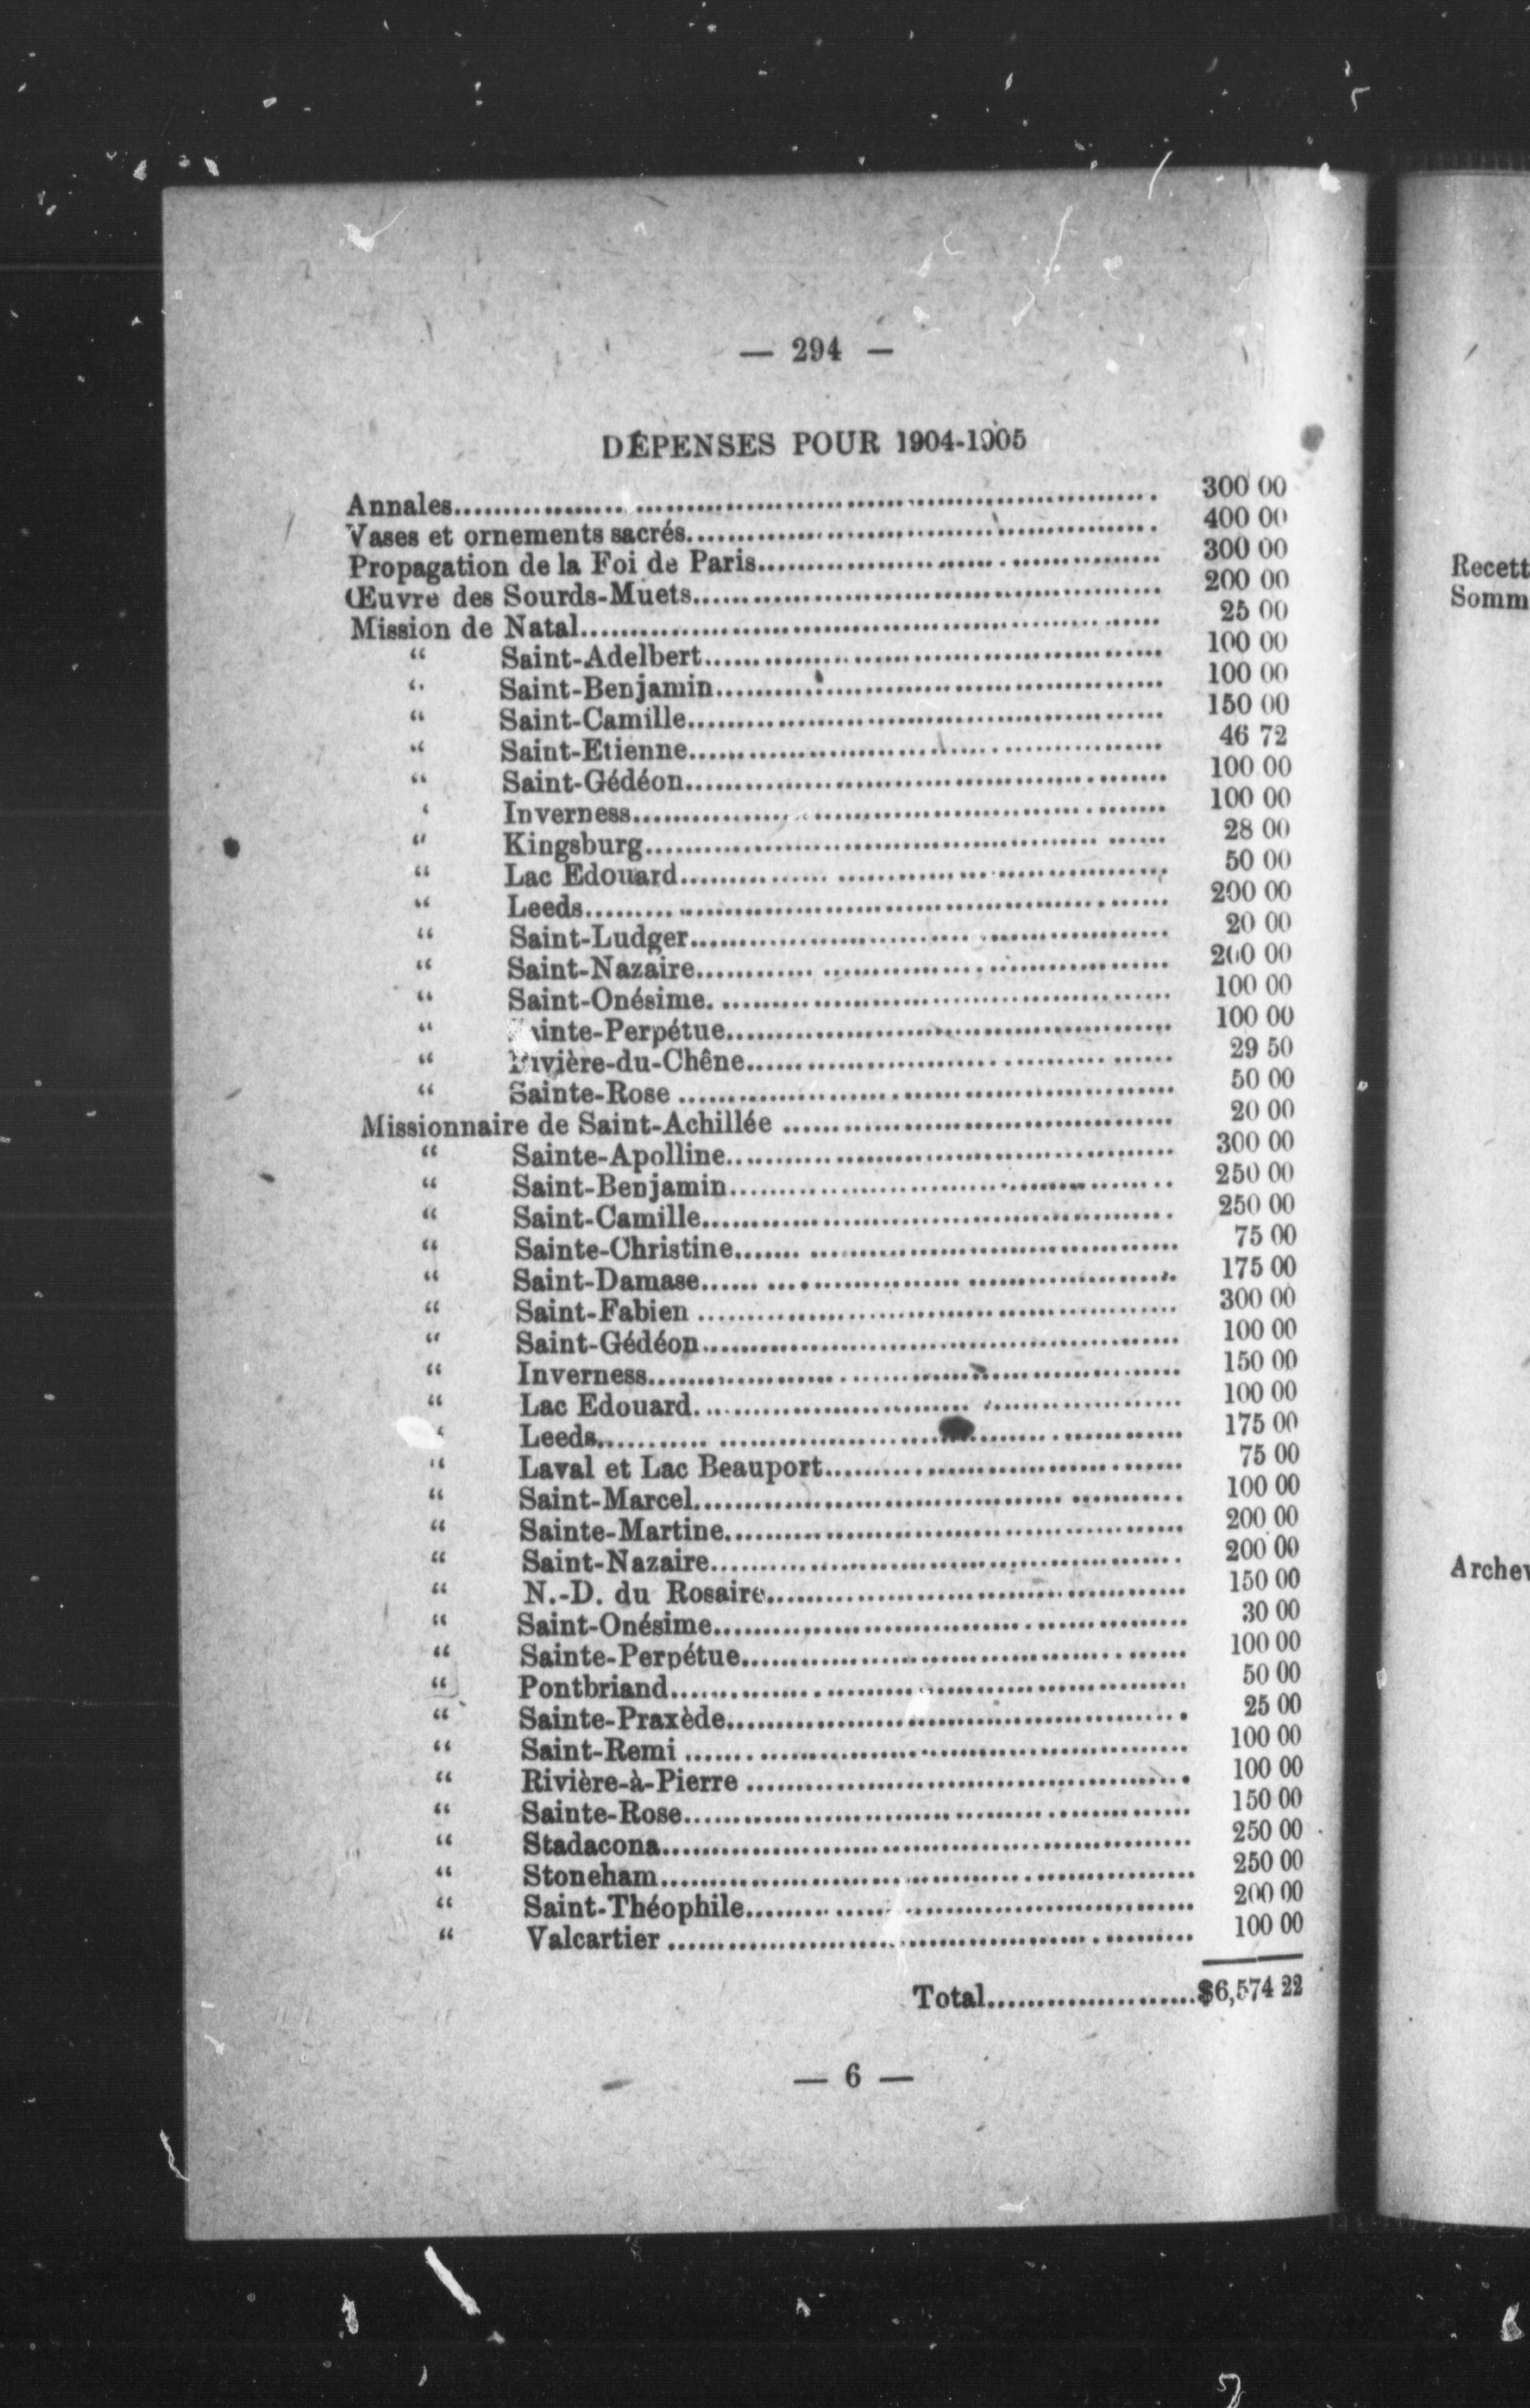 — 294 —
DÉPENSES POUR 1904-1905
Annales.................... 300 00
Vases et ornements sacrés.................... 400 00
Propagation de la Foi de Paris.................... 300 00
Œuvre des Sourds-Muets.................... 200 00
Mission de Natal.................... 25 00
“ Saint-Adelbert.................... 100 00
“ Saint-Benjamin.................... 100 00
“ Saint-Camille.................... 150 00
“ Saint-Etienne.................... 46 72
“ Saint-Gédéon.................... 100 00
“ Inverness.................... 100 00
“ Kingsburg.................... 28 00
“ Lac Edouard.................... 50 00
“ Leeds.................... 200 00
“ Saint-Ludger.................... 20 00
“ Saint-Nazaire.................... 200 00
“ Saint-Onésime.................... 100 00
“ Sainte-Perpétue.................... 100 00
“ Rivière-du-Chêne.................... 29 50
“ Sainte-Rose.................... 50 00
Missionnaire de Saint-Achillée.................... 20 00
“ Sainte-Apolline.................... 300 00
“ Saint-Benjamin.................... 250 00
“ Saint-Camille.................... 250 00
“ Sainte-Christine.................... 75 00
“ Saint-Damase.................... 175 00
“ Saint-Fabien.................... 300 00
“ Saint-Gédéon.................... 100 00
“ Inverness.................... 150 00
“ Lac Edouard.................... 100 00
“ Leeds.................... 175 00
“ Laval et Lac Beauport.................... 75 00
“ Saint-Marcel.................... 100 00
“ Sainte-Martine.................... 200 00
“ Saint-Nazaire.................... 200 00
“ N.-D. du Rosaire.................... 150 00
“ Saint-Onésime.................... 30 00
“ Sainte-Perpétue.................... 100 00
“ Pontbriand.................... 50 00
“ Sainte-Praxède.................... 25 00
“ Saint-Remi.................... 100 00
“ Rivière-à-Pierre.................... 100 00
“ Sainte-Rose.................... 150 00
“ Stadacona.................... 250 00
“ Stoneham.................... 250 00
“ Saint-Théophile.................... 200 00
“ Valcartier.................... 100 00
Total.................... $6,574 22
— 6 —
Recett
Somm
Archev